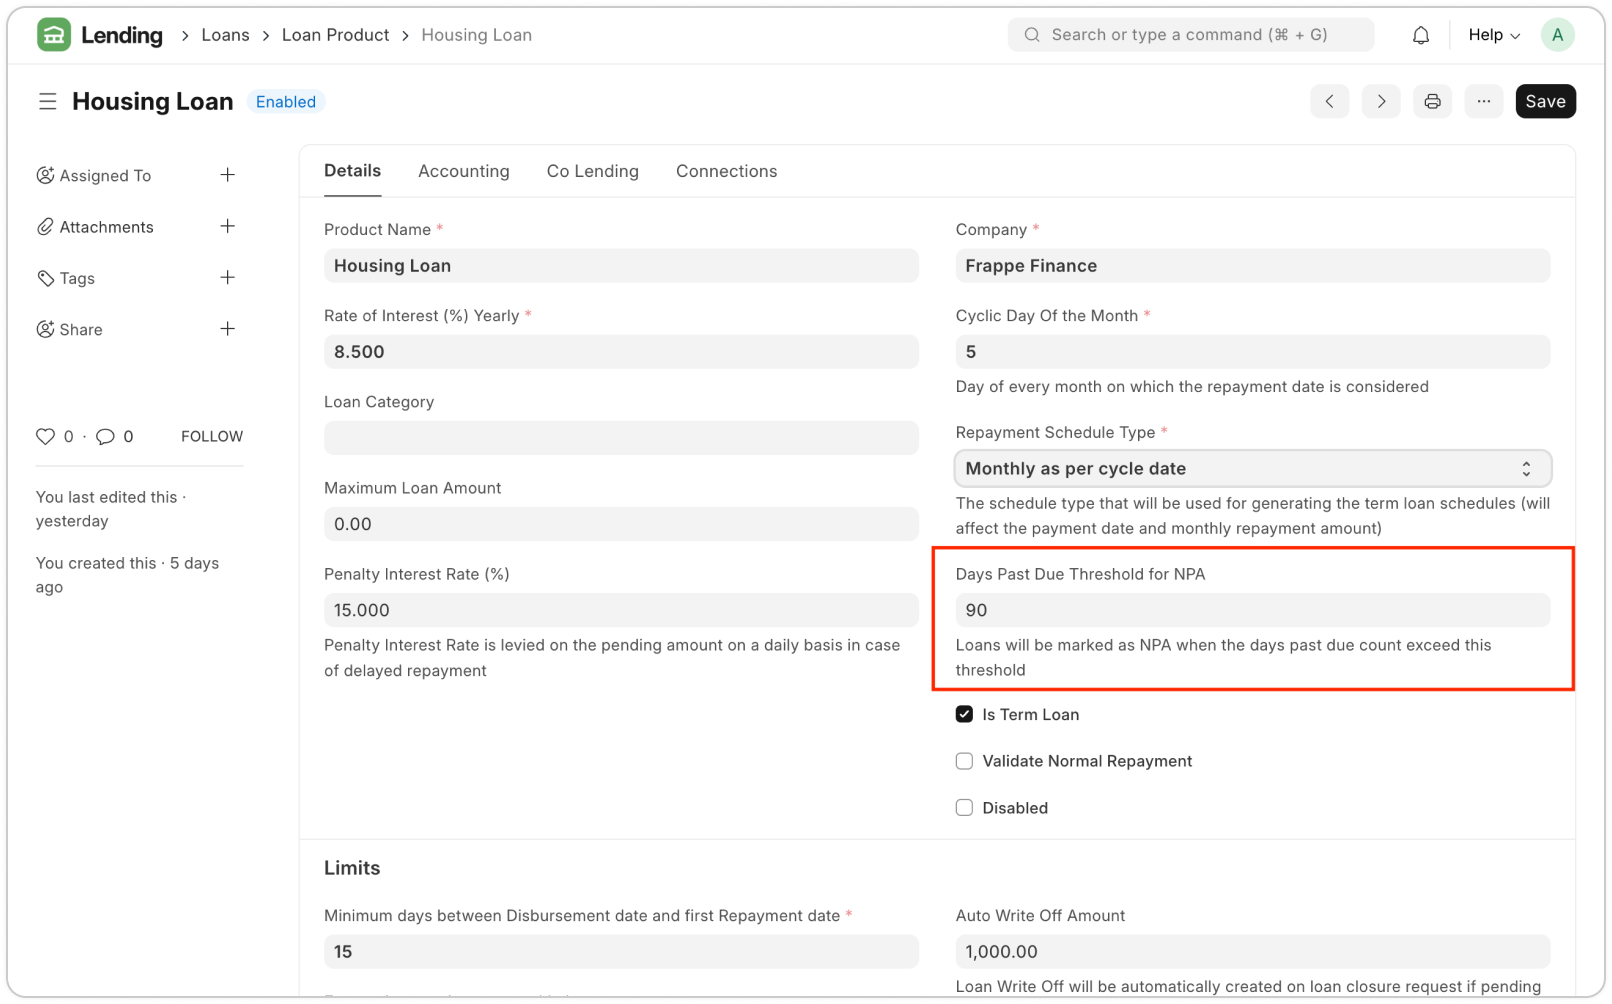 Lending
Loans
Loan Product
Housing Loan
Search or type a command (⌘ + G)
Help
A
Housing Loan
Enabled
Save
Assigned To
Attachments
Tags
Share
0 · 0 FOLLOW
You last edited this ·
yesterday
You created this · 5 days
ago
Details
Accounting
Co Lending
Connections
Product Name *
Housing Loan
Rate of Interest (%) Yearly *
8.500
Loan Category
Maximum Loan Amount
0.00
Penalty Interest Rate (%)
15.000
Penalty Interest Rate is levied on the pending amount on a daily basis in case
of delayed repayment
Company *
Frappe Finance
Cyclic Day Of the Month *
5
Day of every month on which the repayment date is considered
Repayment Schedule Type *
Monthly as per cycle date
The schedule type that will be used for generating the term loan schedules (will
affect the payment date and monthly repayment amount)
Days Past Due Threshold for NPA
90
Loans will be marked as NPA when the days past due count exceed this
threshold
Is Term Loan
Validate Normal Repayment
Disabled
Limits
Minimum days between Disbursement date and first Repayment date *
15
Auto Write Off Amount
1,000.00
Loan Write Off will be automatically created on loan closure request if pending